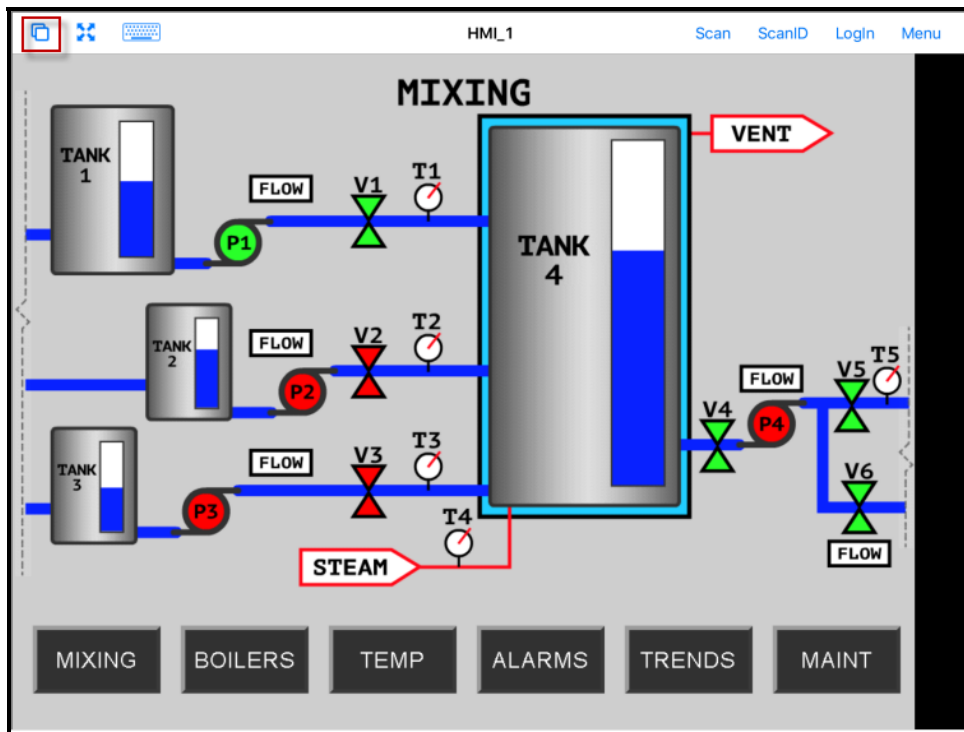 HMI_1
Scan
ScanID
LogIn
Menu
MIXING
VENT
TANK
1
FLOW
V1
T1
P1
TANK
4
TANK
2
FLOW
V2
T2
P2
TANK
3
FLOW
V3
T3
P3
T4
STEAM
V4
FLOW
P4
V5
T5
V6
FLOW
MIXING
BOILERS
TEMP
ALARMS
TRENDS
MAINT